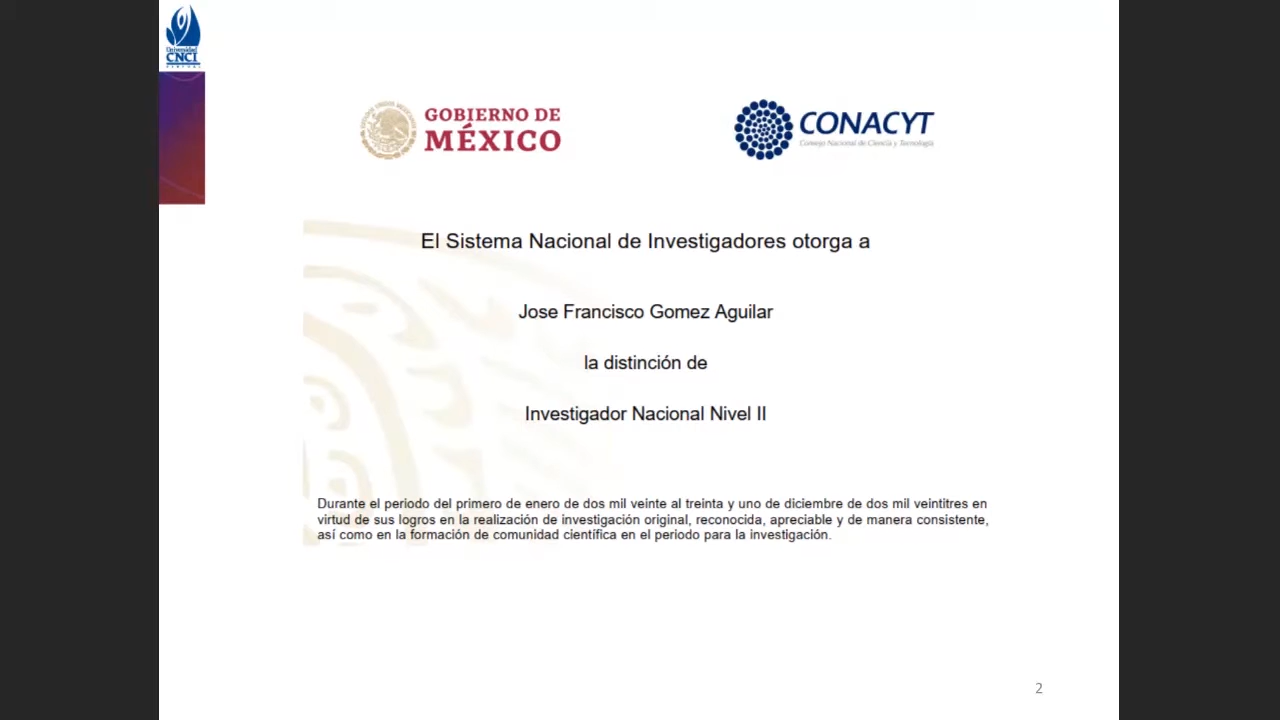 Universidad
CNCI
VIRTUAL
GOBIERNO DE
MÉXICO
CONACYT
Consejo Nacional de Ciencia y Tecnología
El Sistema Nacional de Investigadores otorga a
Jose Francisco Gomez Aguilar
la distinción de
Investigador Nacional Nivel II
Durante el periodo del primero de enero de dos mil veinte al treinta y uno de diciembre de dos mil veintitres en
virtud de sus logros en la realización de investigación original, reconocida, apreciable y de manera consistente,
así como en la formación de comunidad científica en el periodo para la investigación.
2